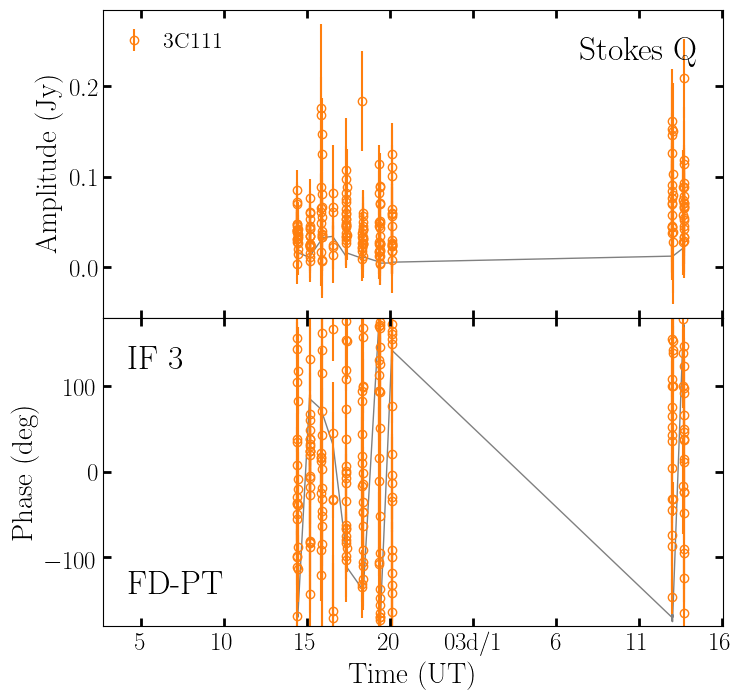 3C111
Stokes Q
0.2
0.1
0.0
Amplitude (Jy)
IF 3
100
0
−100
Phase (deg)
FD-PT
5 10 15 20 03d/1 6 11 16
Time (UT)